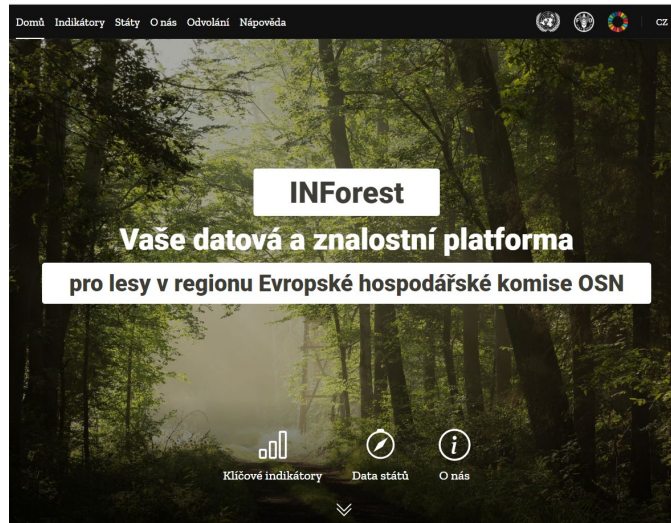 Domů Indikátory Státy O nás Odvolání Nápověda CZ
INForest
Vaše datová a znalostní platforma
pro lesy v regionu Evropské hospodářské komise OSN
Klíčové indikátory Data států O nás